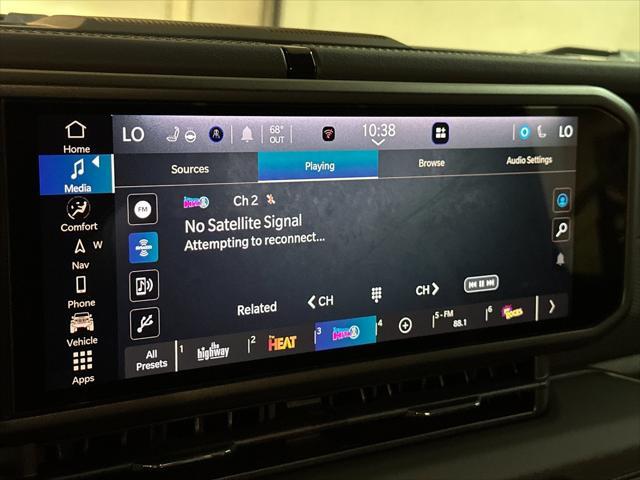 LO 68° OUT 10:38 LO
Home
Media
Comfort
Nav W
Phone
Vehicle
Apps
Sources Playing Browse Audio Settings
FM
Ch 2
No Satellite Signal
Attempting to reconnect...
Related CH CH
All Presets
1 the highway
2 the HEAT
3
4
5 - FM 88.1
6